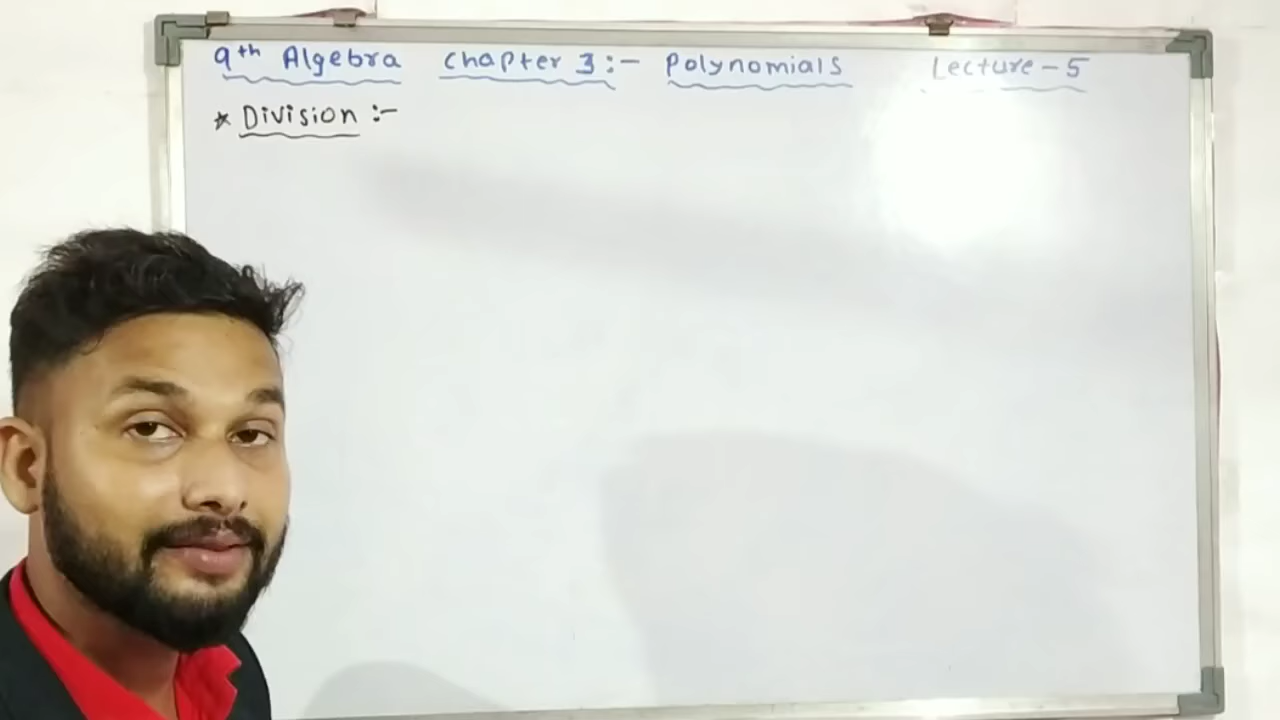 9th Algebra Chapter 3:- Polynomials Lecture-5
* Division :-